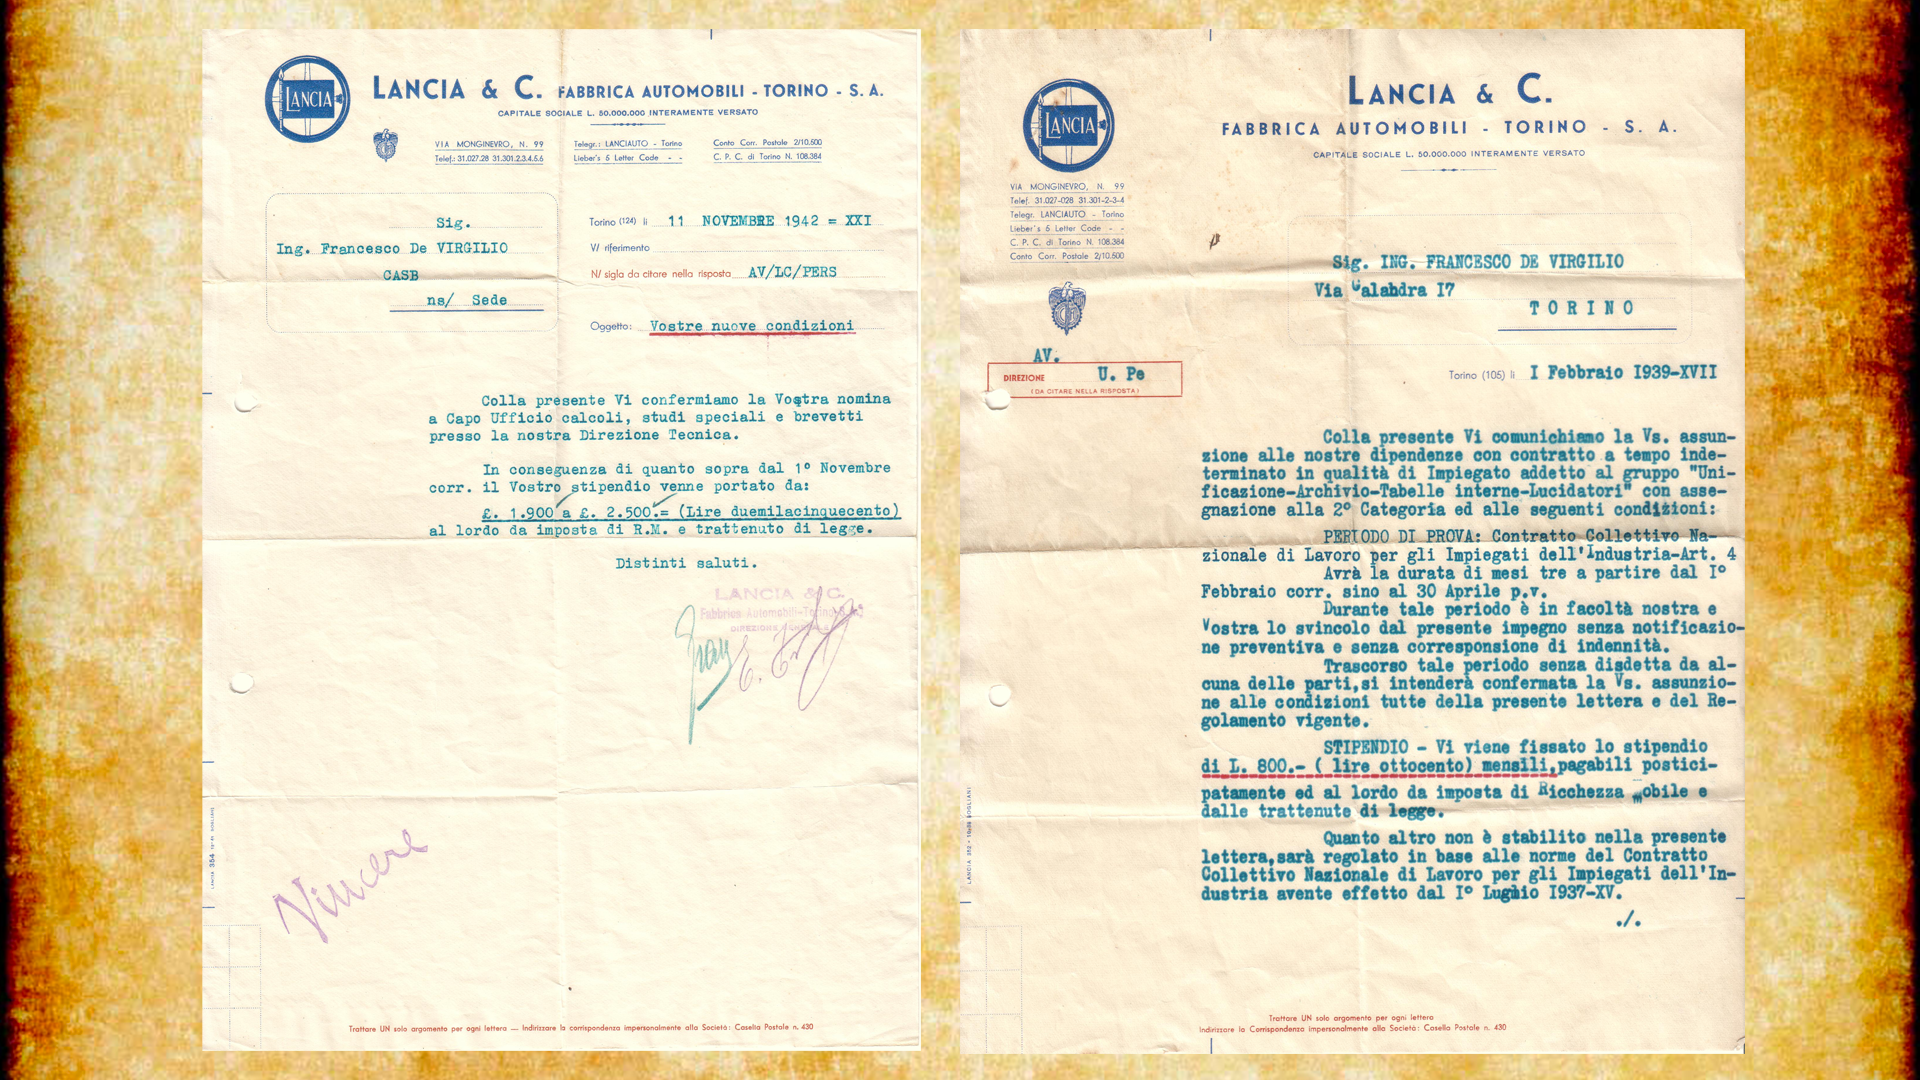 LANCIA
LANCIA & C. FABBRICA AUTOMOBILI - TORINO - S. A.
CAPITALE SOCIALE L. 50.000.000 INTERAMENTE VERSATO
VIA MONGINEVRO, N. 99
Telef.: 31.027.28 31.301.2.3.4.5.6
Telegr.: LANCIAUTO - Torino
Lieber's 5 Letter Code - -
Conto Corr. Postale 2/10.500
C. P. C. di Torino N. 108.384
Sig.
Ing. Francesco De VIRGILIO
CASB
ns/ Sede
Torino (124) li 11 NOVEMBRE 1942 = XXI
V/ riferimento
N/ sigla da citare nella risposta AV/LC/PERS
Oggetto: Vostre nuove condizioni
Colla presente Vi confermiamo la Vostra nomina
a Capo Ufficio calcoli, studi speciali e brevetti
presso la nostra Direzione Tecnica.
In conseguenza di quanto sopra dal 1º Novembre
corr. il Vostro stipendio venne portato da:
£. 1.900 a £. 2.500.= (Lire duemilacinquecento)
al lordo da imposta di R.M. e trattenuto di legge.
Distinti saluti.
LANCIA & C.
Fabbrica Automobili-Torino-S.A.
DIREZIONE GENERALE
Vincere
Trattare UN solo argomento per ogni lettera — Indirizzare la corrispondenza impersonalmente alla Società: Casella Postale n. 430
LANCIA
LANCIA & C.
FABBRICA AUTOMOBILI - TORINO - S. A.
CAPITALE SOCIALE L. 50.000.000 INTERAMENTE VERSATO
VIA MONGINEVRO, N. 99
Telef. 31.027-028 31.301-2-3-4
Telegr. LANCIAUTO - Torino
Lieber's 5 Letter Code - -
C. P. C. di Torino N. 108.384
Conto Corr. Postale 2/10.500
Sig. ING. FRANCESCO DE VIRGILIO
Via Calandra I7
TORINO
AV.
DIREZIONE U. Pe
(DA CITARE NELLA RISPOSTA)
Torino (105) li I Febbraio I939-XVII
Colla presente Vi comunichiamo la Vs. assun-
zione alle nostre dipendenze con contratto a tempo inde-
terminato in qualità di Impiegato addetto al gruppo "Uni-
ficazione-Archivio-Tabelle interne-Lucidatori" con asse-
gnazione alla 2º Categoria ed alle seguenti condizioni:
PERIODO DI PROVA: Contratto Collettivo Na-
zionale di Lavoro per gli Impiegati dell'Industria-Art. 4
Avrà la durata di mesi tre a partire dal Iº
Febbraio corr. sino al 30 Aprile p.v.
Durante tale periodo è in facoltà nostra e
Vostra lo svincolo dal presente impegno senza notificazio-
ne preventiva e senza corresponsione di indennità.
Trascorso tale periodo senza disdetta da al-
cuna delle parti,si intenderà confermata la Vs. assunzio-
ne alle condizioni tutte della presente lettera e del Re-
golamento vigente.
STIPENDIO - Vi viene fissato lo stipendio
di L. 800.- ( lire ottocento) mensili,pagabili postici-
patamente ed al lordo da imposta di Ricchezza mobile e
dalle trattenute di legge.
Quanto altro non è stabilito nella presente
lettera,sarà regolato in base alle norme del Contratto
Collettivo Nazionale di Lavoro per gli Impiegati dell'In-
dustria avente effetto dal Iº Luglio I937-XV.
./.
Trattare UN solo argomento per ogni lettera
Indirizzare la Corrispondenza impersonalmente alla Società: Casella Postale n. 430